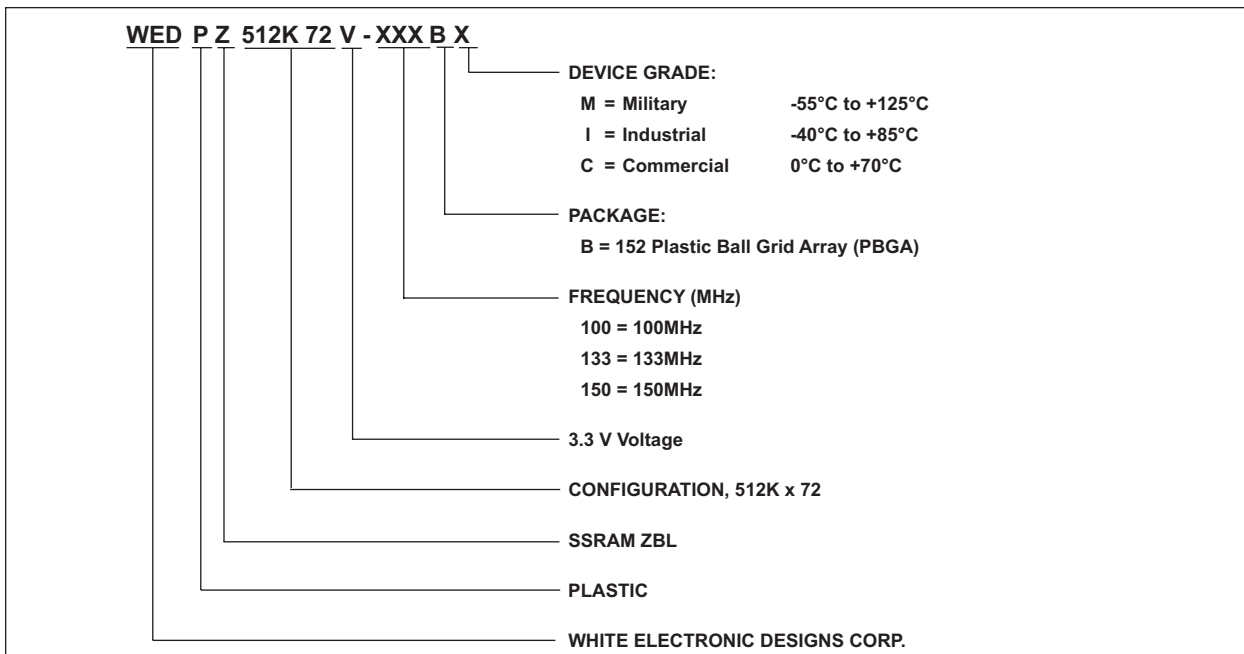 WED P Z 512K 72 V - XXX B X
DEVICE GRADE:
M = Military -55°C to +125°C
I = Industrial -40°C to +85°C
C = Commercial 0°C to +70°C
PACKAGE:
B = 152 Plastic Ball Grid Array (PBGA)
FREQUENCY (MHz)
100 = 100MHz
133 = 133MHz
150 = 150MHz
3.3 V Voltage
CONFIGURATION, 512K x 72
SSRAM ZBL
PLASTIC
WHITE ELECTRONIC DESIGNS CORP.